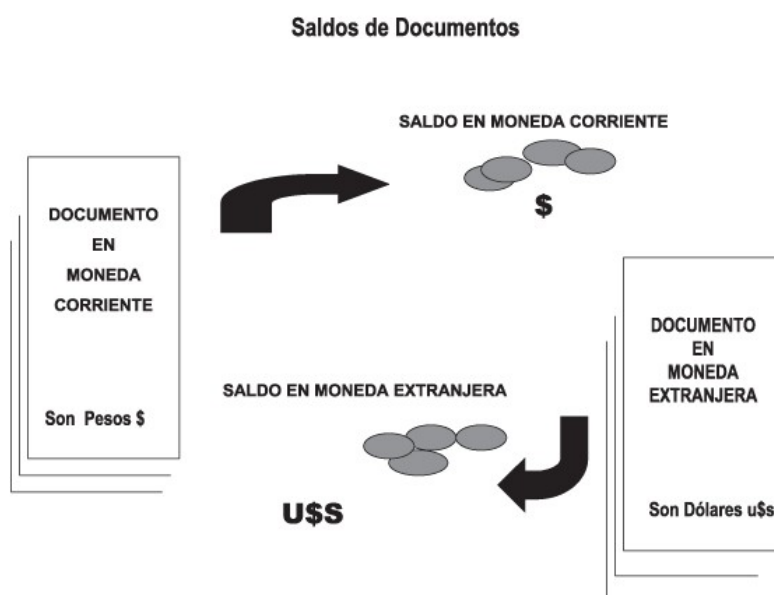 Saldos de Documentos
SALDO EN MONEDA CORRIENTE
$
DOCUMENTO
EN
MONEDA
CORRIENTE
Son Pesos $
DOCUMENTO
EN
MONEDA
EXTRANJERA
Son Dólares u$s
SALDO EN MONEDA EXTRANJERA
U$S